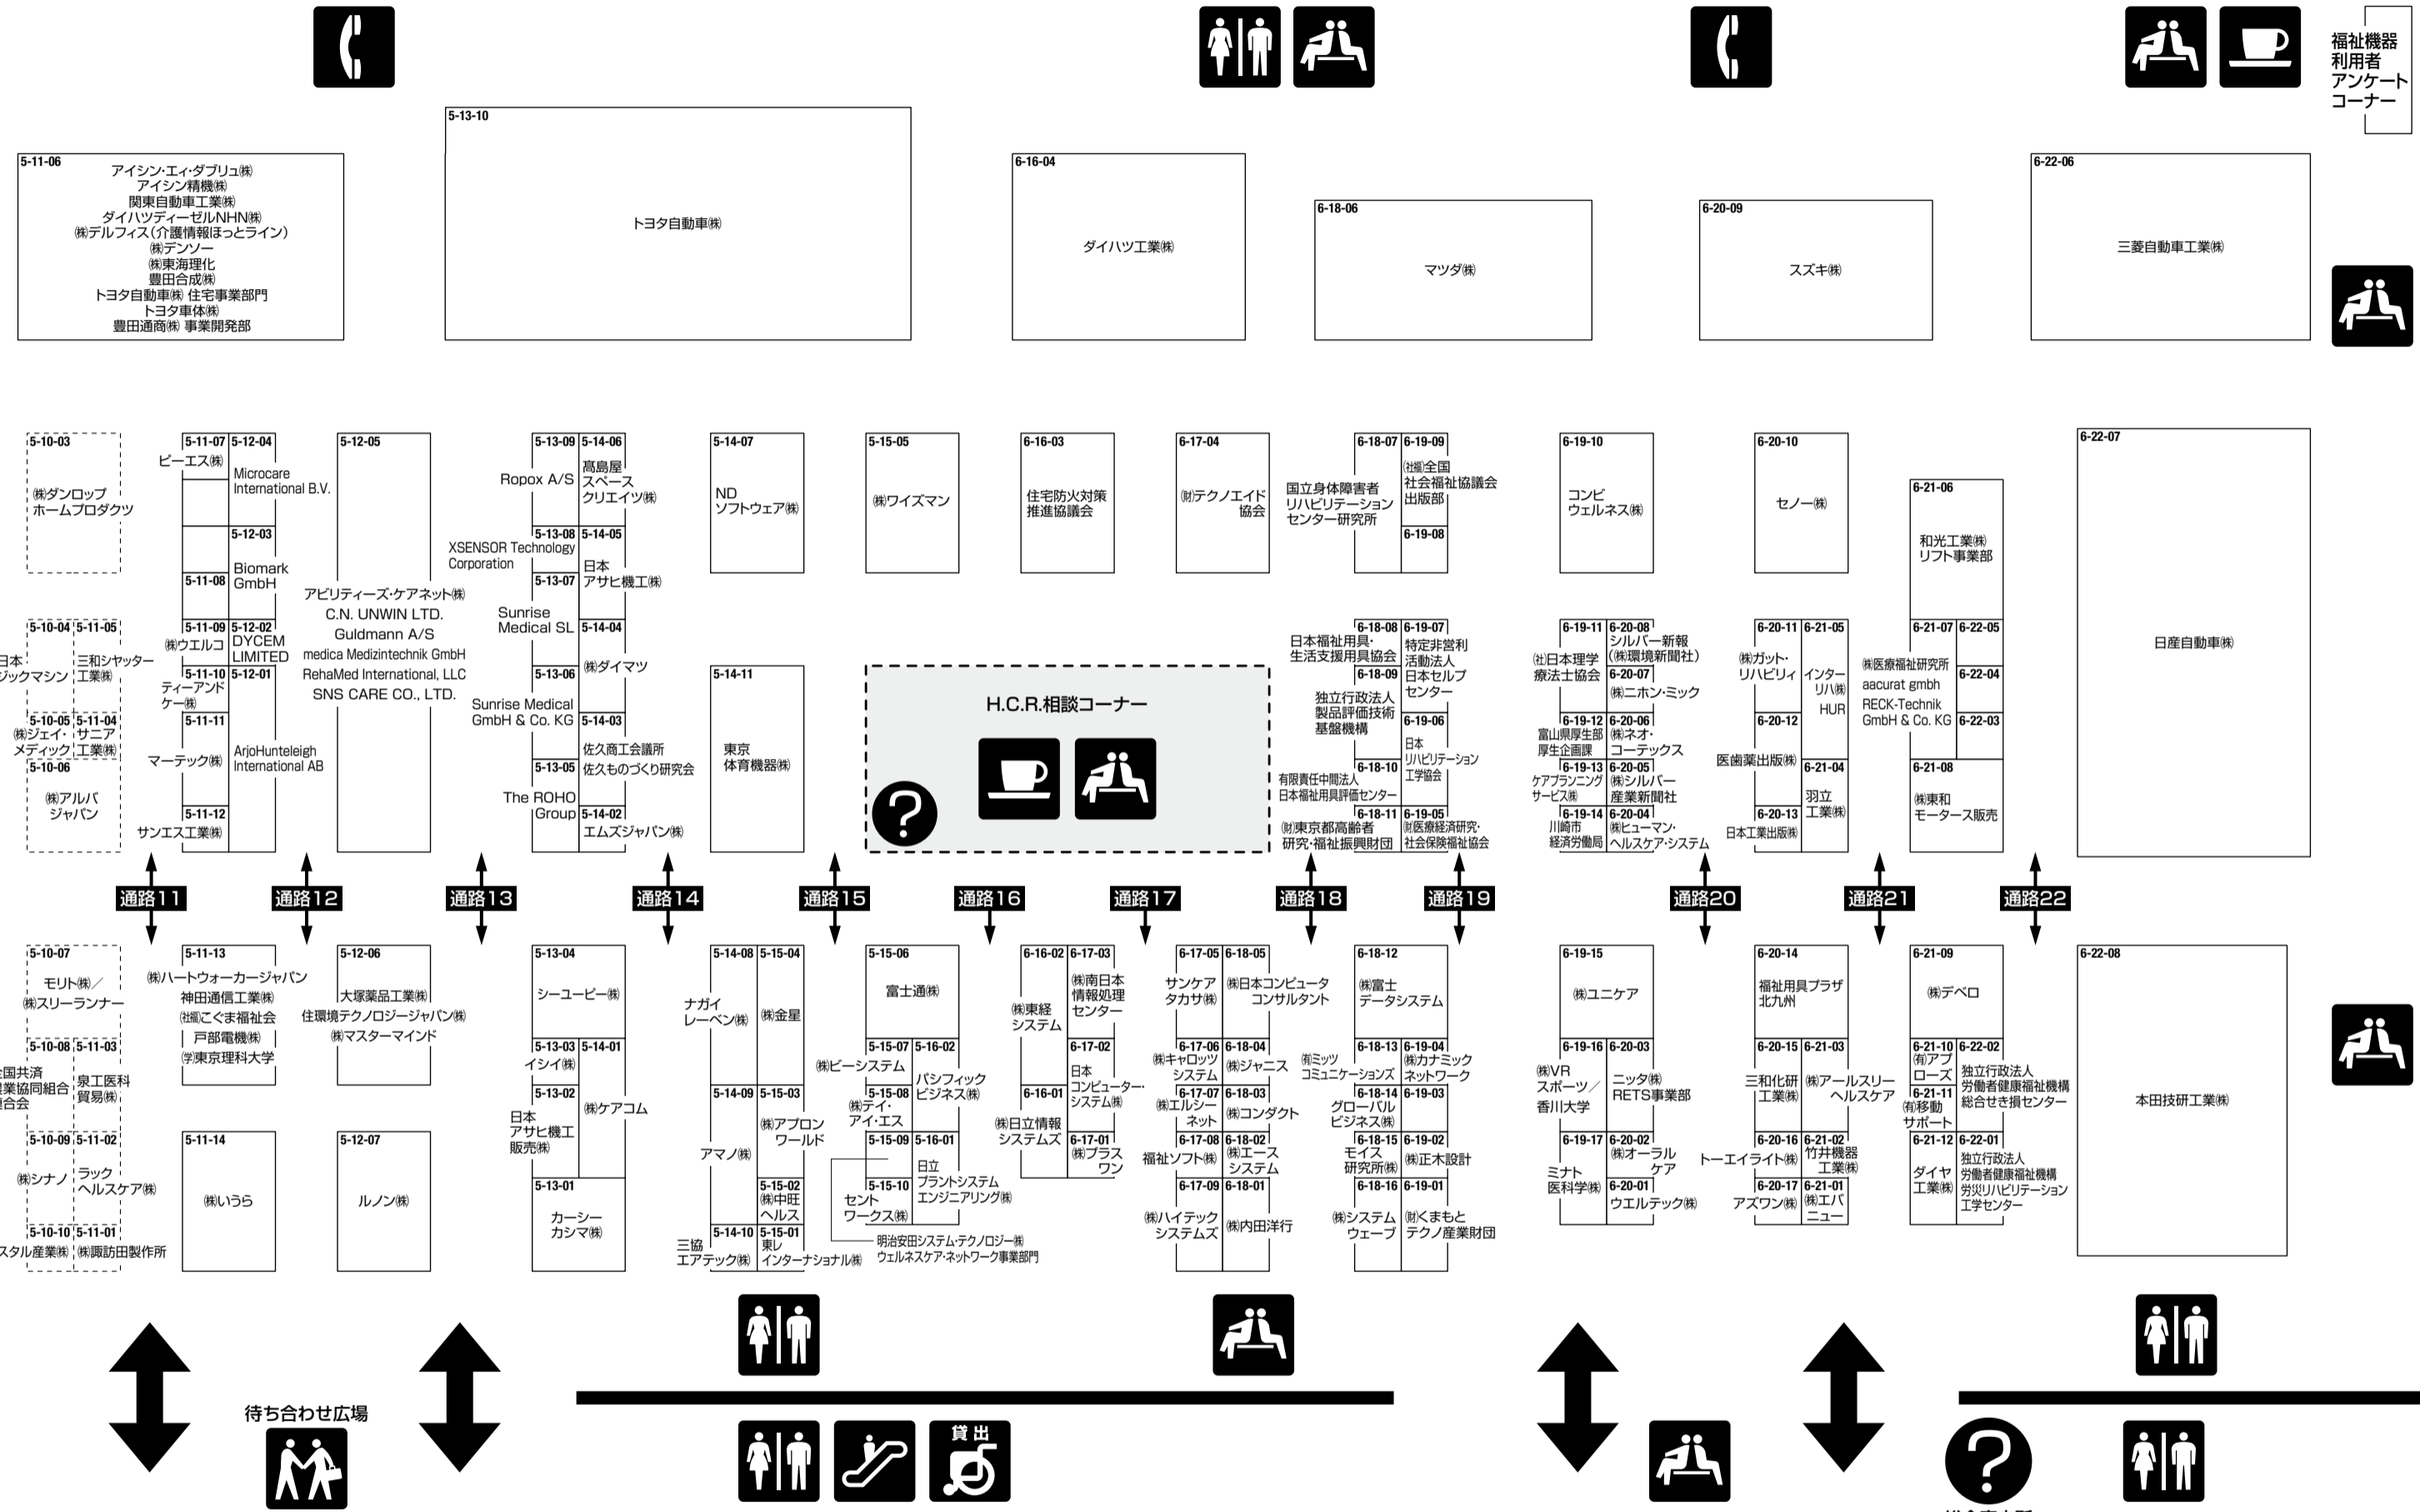 福祉機器
利用者
アンケート
コーナー
5-11-06
アイシン・エィ・ダブリュ㈱
アイシン精機㈱
関東自動車工業㈱
ダイハツディーゼルNHN㈱
㈱デルフィス(介護情報ほっとライン)
㈱デンソー
㈱東海理化
豊田合成㈱
トヨタ自動車㈱ 住宅事業部門
トヨタ車体㈱
豊田通商㈱ 事業開発部
5-13-10
トヨタ自動車㈱
6-16-04
ダイハツ工業㈱
6-18-06
マツダ㈱
6-20-09
スズキ㈱
6-22-06
三菱自動車工業㈱
5-10-03
㈱ダンロップ
ホームプロダクツ
5-10-04
日本
ジックマシン
5-11-05
三和シヤッター
工業㈱
5-10-05
㈱ジェイ・
メディック
5-11-04
サニア
工業㈱
5-10-06
㈱アルバ
ジャパン
5-11-07
ピーエス㈱
5-12-04
Microcare
International B.V.
5-12-03
Biomark
GmbH
5-11-08
5-11-09
㈱ウエルコ
5-12-02
DYCEM
LIMITED
5-11-10
ティーアンド
ケー㈱
5-12-01
ArjoHunteleigh
International AB
5-11-11
マーテック㈱
5-11-12
サンエス工業㈱
5-12-05
アビリティーズ・ケアネット㈱
C.N. UNWIN LTD.
Guldmann A/S
medica Medizintechnik GmbH
RehaMed International, LLC
SNS CARE CO., LTD.
5-13-09
Ropox A/S
5-14-06
髙島屋
スペース
クリエイツ㈱
5-13-08
XSENSOR Technology
Corporation
5-14-05
日本
アサヒ機工㈱
5-13-07
Sunrise
Medical SL
5-14-04
㈱ダイマツ
5-13-06
Sunrise Medical
GmbH & Co. KG
5-14-03
佐久商工会議所
佐久ものづくり研究会
5-13-05
The ROHO
Group
5-14-02
エムズジャパン㈱
5-14-07
ND
ソフトウェア㈱
5-14-11
東京
体育機器㈱
5-15-05
㈱ワイズマン
6-16-03
住宅防火対策
推進協議会
6-17-04
㈶テクノエイド
協会
H.C.R.相談コーナー
?
6-18-07
国立身体障害者
リハビリテーション
センター研究所
6-19-09
(社福)全国
社会福祉協議会
出版部
6-19-08
6-18-08
日本福祉用具・
生活支援用具協会
6-19-07
特定非営利
活動法人
日本セルプ
センター
6-18-09
独立行政法人
製品評価技術
基盤機構
6-19-06
日本
リハビリテーション
工学協会
6-18-10
有限責任中間法人
日本福祉用具評価センター
6-18-11
㈶東京都高齢者
研究・福祉振興財団
6-19-05
㈶医療経済研究・
社会保険福祉協会
6-19-10
コンビ
ウェルネス㈱
6-19-11
㈳日本理学
療法士協会
6-20-08
シルバー新報
(㈱環境新聞社)
6-20-07
㈱ニホン・ミック
6-19-12
富山県厚生部
厚生企画課
6-20-06
㈱ネオ・
コーテックス
6-19-13
ケアプランニング
サービス㈱
6-20-05
㈱シルバー
産業新聞社
6-19-14
川崎市
経済労働局
6-20-04
㈱ヒューマン・
ヘルスケア・システム
6-20-10
セノー㈱
6-20-11
㈱ガット・
リハビリィ
6-21-05
インター
リハ㈱
HUR
6-20-12
医歯薬出版㈱
6-21-04
羽立
工業㈱
6-20-13
日本工業出版㈱
6-21-06
和光工業㈱
リフト事業部
6-21-07
㈱医療福祉研究所
aacurat gmbh
RECK-Technik
GmbH & Co. KG
6-22-05
6-22-04
6-22-03
6-21-08
㈱東和
モータース販売
6-22-07
日産自動車㈱
通路11
通路12
通路13
通路14
通路15
通路16
通路17
通路18
通路19
通路20
通路21
通路22
5-10-07
モリト㈱/
㈱スリーランナー
5-10-08
全国共済
農業協同組合
連合会
5-11-03
泉工医科
貿易㈱
5-10-09
㈱シナノ
5-11-02
ラック
ヘルスケア㈱
5-10-10
スタル産業㈱
5-11-01
㈱諏訪田製作所
5-11-13
㈱ハートウォーカージャパン
神田通信工業㈱
(社福)こぐま福祉会
戸部電機㈱
㈻東京理科大学
5-11-14
㈱いうら
5-12-06
大塚薬品工業㈱
住環境テクノロジージャパン㈱
㈱マスターマインド
5-12-07
ルノン㈱
5-13-04
シーユーピー㈱
5-13-03
イシイ㈱
5-14-01
㈱ケアコム
5-13-02
日本
アサヒ機工
販売㈱
5-13-01
カーシー
カシマ㈱
5-14-08
ナガイ
レーベン㈱
5-15-04
㈱金星
5-14-09
アマノ㈱
5-15-03
㈱アプロン
ワールド
5-15-02
㈱中旺
ヘルス
5-14-10
三協
エアテック㈱
5-15-01
東レ
インターナショナル㈱
5-15-06
富士通㈱
5-15-07
㈱ビーシステム
5-16-02
パシフィック
ビジネス㈱
5-15-08
㈱テイ・
アイ・エス
5-15-09
5-16-01
日立
プラントシステム
エンジニアリング㈱
5-15-10
セント
ワークス㈱
明治安田システム・テクノロジー㈱
ウェルネスケア・ネットワーク事業部門
6-16-02
㈱東経
システム
6-17-03
㈱南日本
情報処理
センター
6-17-02
日本
コンピューター・
システム㈱
6-16-01
㈱日立情報
システムズ
6-17-01
㈱プラス
ワン
6-17-05
サンケア
タカサ㈱
6-18-05
㈱日本コンピュータ
コンサルタント
6-17-06
㈱キャロッツ
システム
6-18-04
㈱ジャニス
6-17-07
㈲エルシー
ネット
6-18-03
㈱コンダクト
6-17-08
福祉ソフト㈱
6-18-02
㈱エース
システム
6-17-09
㈱ハイテック
システムズ
6-18-01
㈱内田洋行
6-18-12
㈱富士
データシステム
6-18-13
㈲ミッツ
コミュニケーションズ
6-19-04
㈱カナミック
ネットワーク
6-18-14
グローバル
ビジネス㈱
6-19-03
6-18-15
モイス
研究所㈱
6-19-02
㈱正木設計
6-18-16
㈱システム
ウェーブ
6-19-01
㈶くまもと
テクノ産業財団
6-19-15
㈱ユニケア
6-19-16
㈱VR
スポーツ/
香川大学
6-20-03
ニッタ㈱
RETS事業部
6-19-17
ミナト
医科学㈱
6-20-02
㈱オーラル
ケア
6-20-01
ウエルテック㈱
6-20-14
福祉用具プラザ
北九州
6-20-15
三和化研
工業㈱
6-21-03
㈱アールスリー
ヘルスケア
6-20-16
トーエイライト㈱
6-21-02
竹井機器
工業㈱
6-20-17
アズワン㈱
6-21-01
㈱エバ
ニュー
6-21-09
㈱デベロ
6-21-10
㈲アプ
ローズ
6-22-02
独立行政法人
労働者健康福祉機構
総合せき損センター
6-21-11
㈲移動
サポート
6-21-12
ダイヤ
工業㈱
6-22-01
独立行政法人
労働者健康福祉機構
労災リハビリテーション
工学センター
6-22-08
本田技研工業㈱
待ち合わせ広場
貸出
?